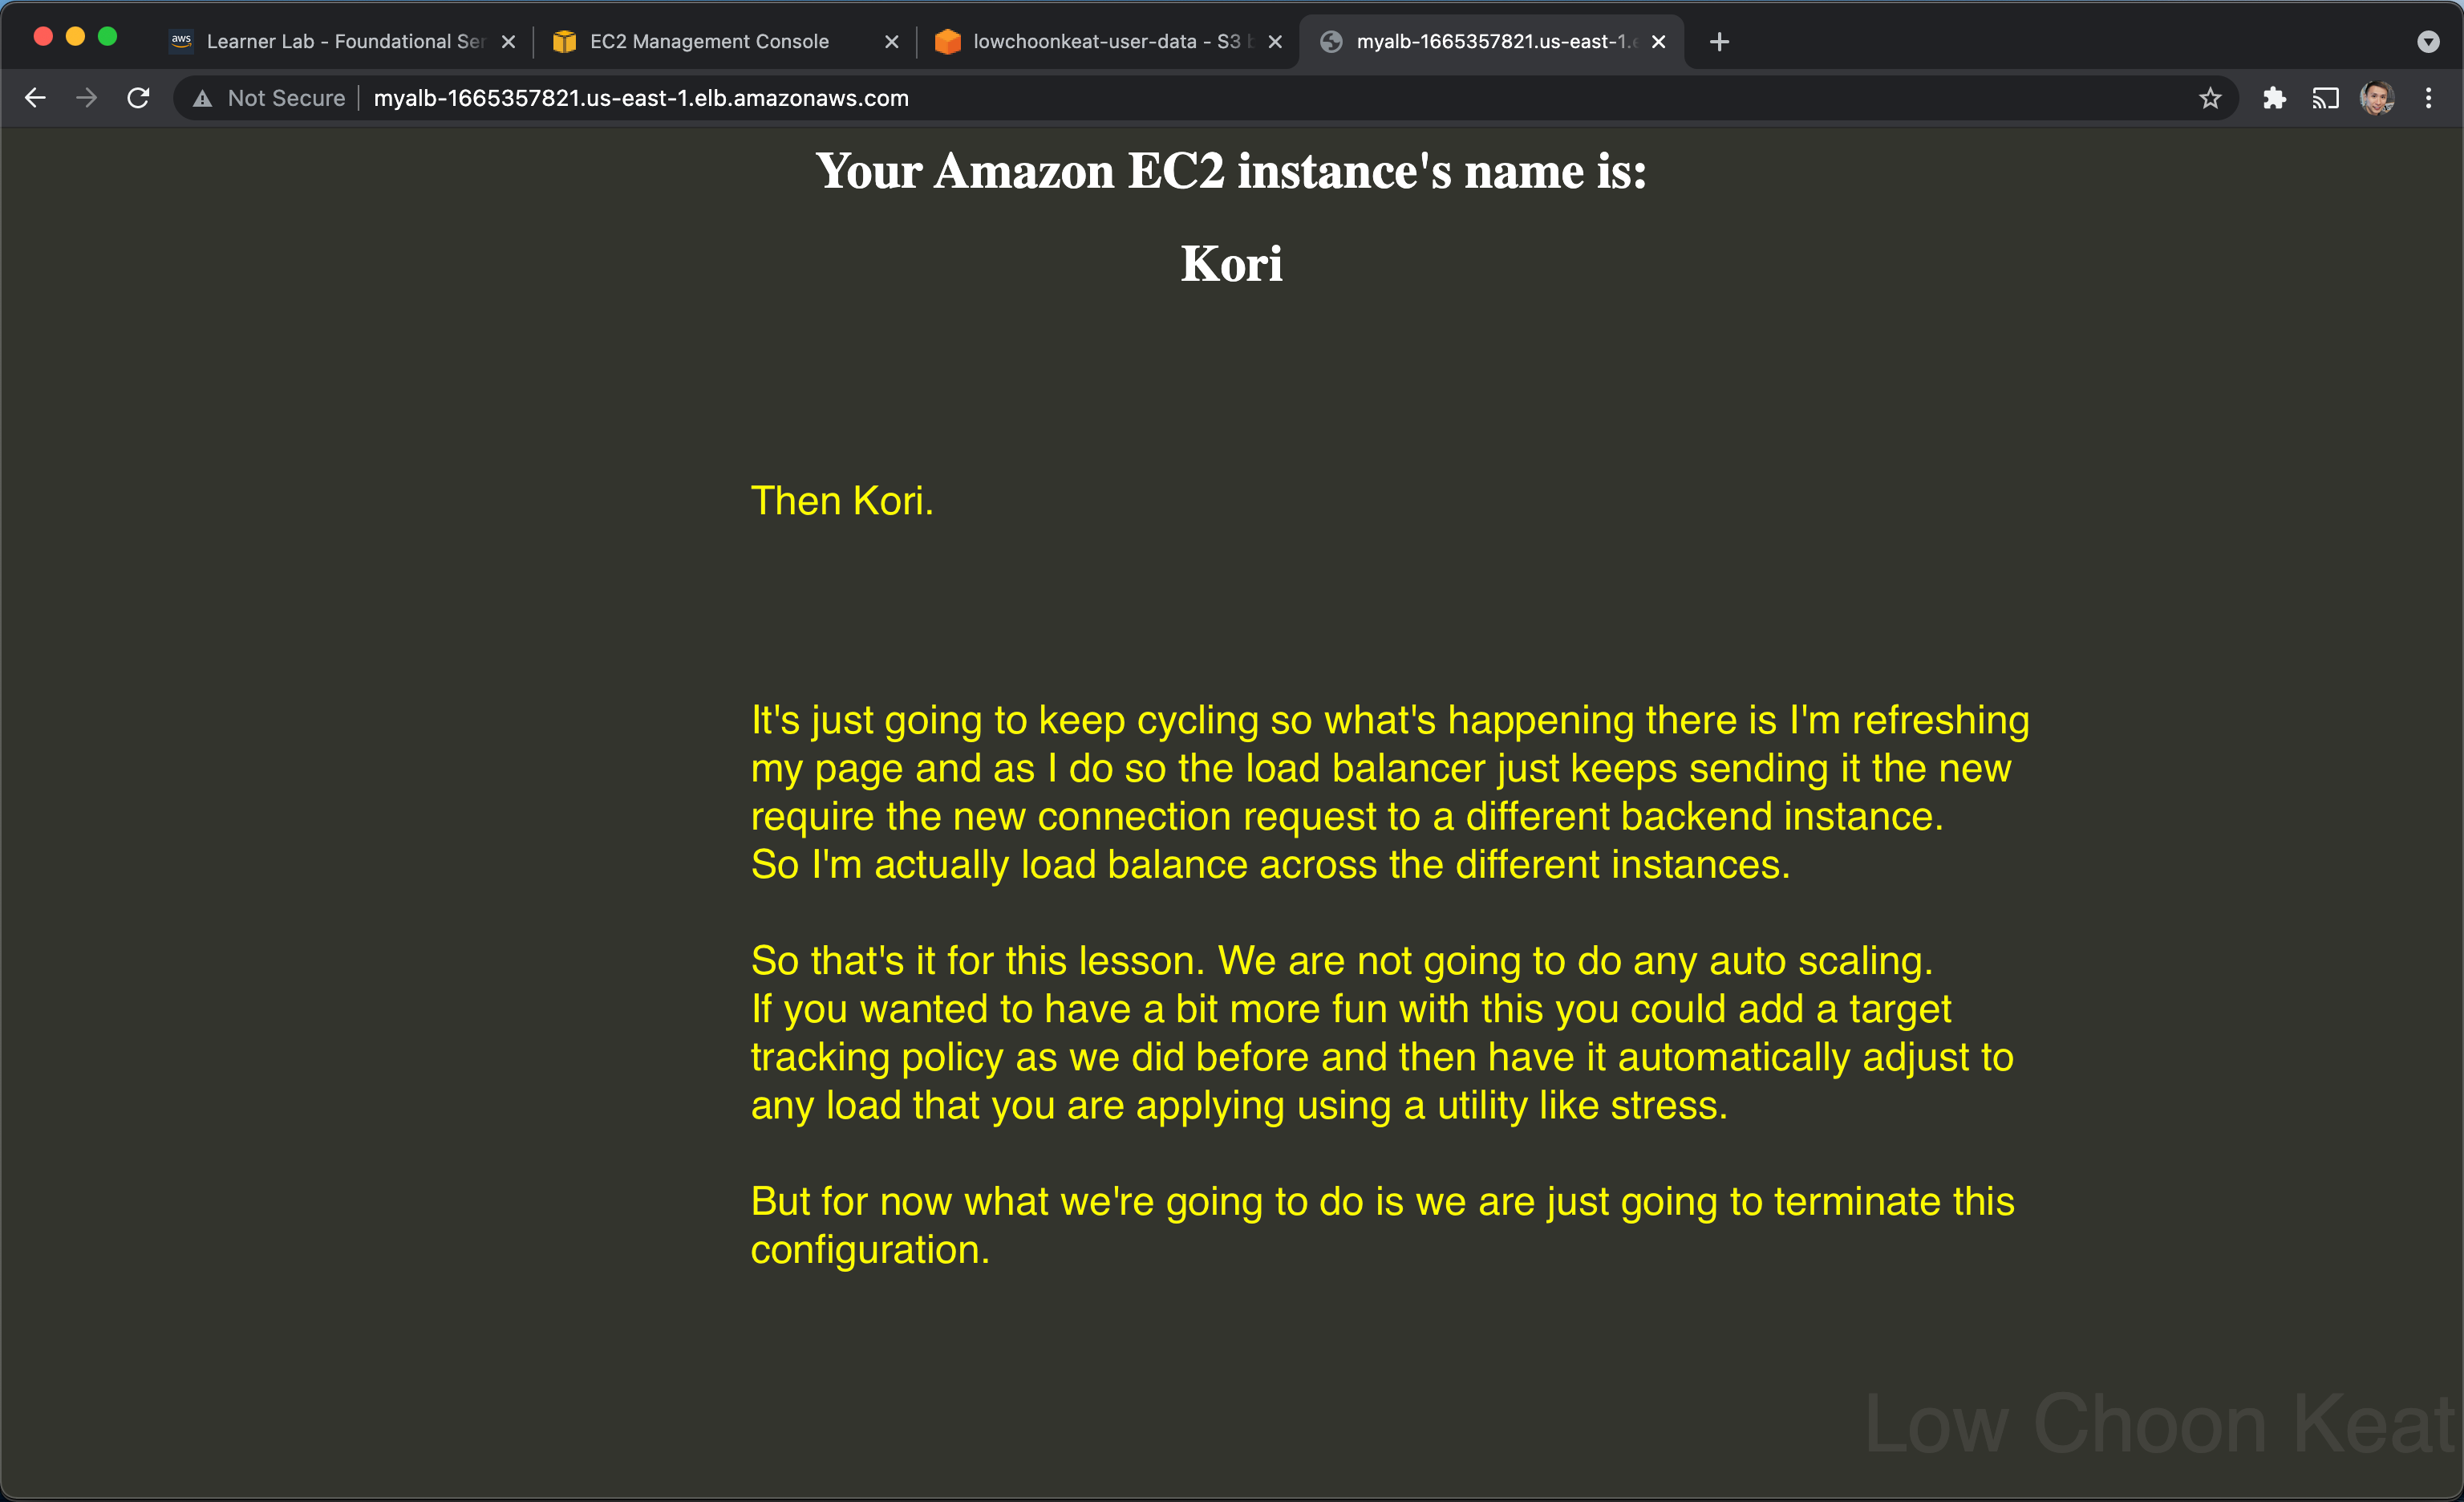 aws Learner Lab - Foundational Ser
EC2 Management Console
lowchoonkeat-user-data - S3 b
myalb-1665357821.us-east-1.e
Not Secure
myalb-1665357821.us-east-1.elb.amazonaws.com
Your Amazon EC2 instance's name is:
Kori
Then Kori.
It's just going to keep cycling so what's happening there is I'm refreshing
my page and as I do so the load balancer just keeps sending it the new
require the new connection request to a different backend instance.
So I'm actually load balance across the different instances.
So that's it for this lesson. We are not going to do any auto scaling.
If you wanted to have a bit more fun with this you could add a target
tracking policy as we did before and then have it automatically adjust to
any load that you are applying using a utility like stress.
But for now what we're going to do is we are just going to terminate this
configuration.
Low Choon Keat